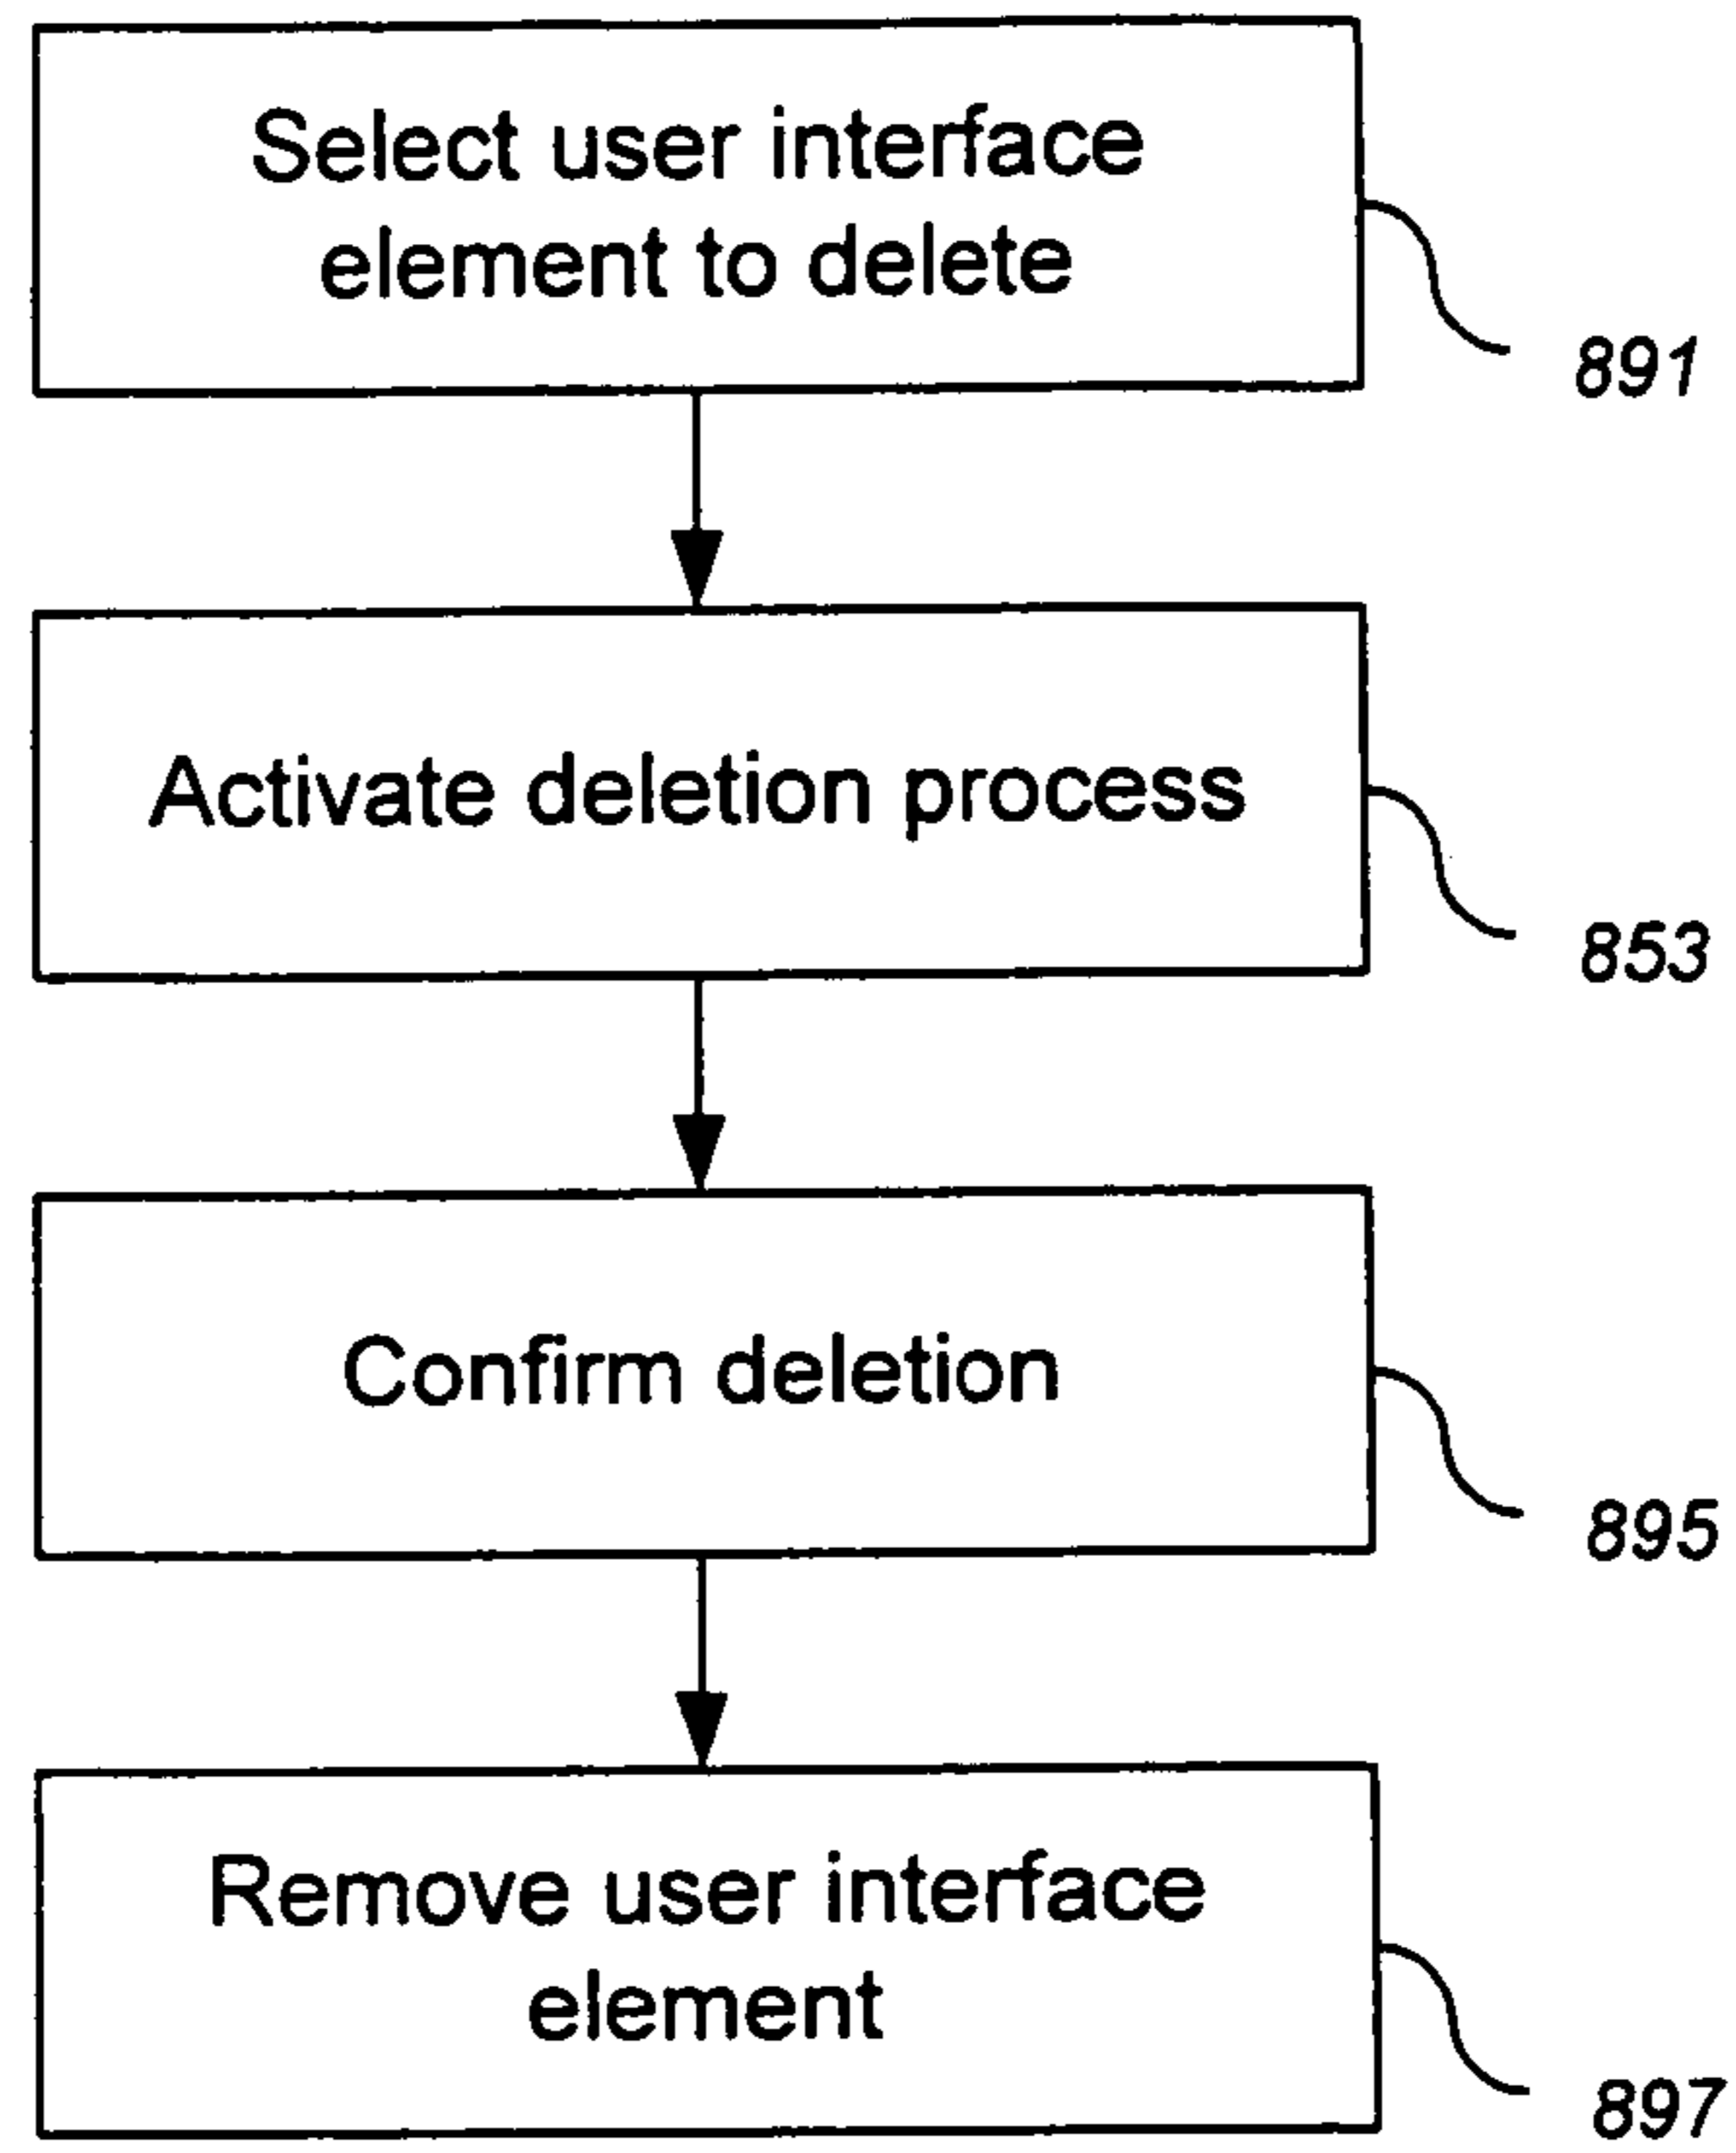 Select user interface
element to delete
891
Activate deletion process
853
Confirm deletion
895
Remove user interface
element
897